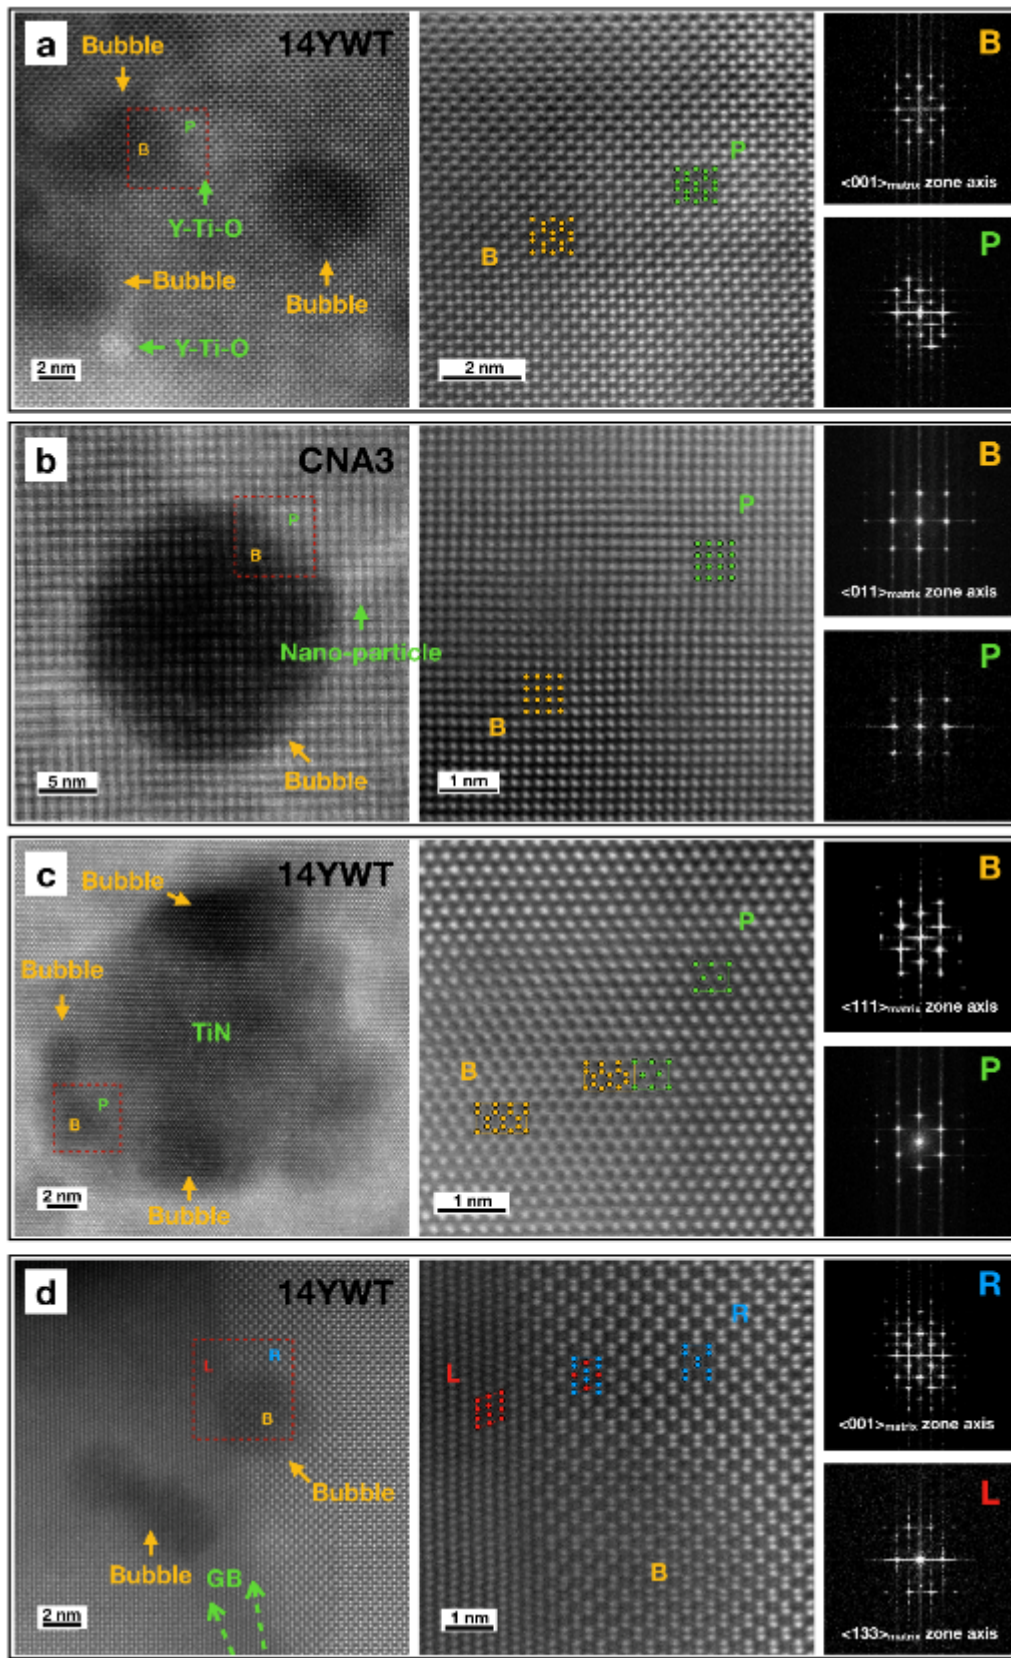 a
Bubble
14YWT
P
B
Y-Ti-O
Bubble
Bubble
Y-Ti-O
2 nm
P
B
2 nm
B
<001>matrix zone axis
P
b
CNA3
P
B
Nano-particle
Bubble
5 nm
P
B
1 nm
B
<011>matrix zone axis
P
c
Bubble
14YWT
Bubble
TiN
P
B
Bubble
2 nm
P
B
1 nm
B
<111>matrix zone axis
P
d
14YWT
R
L
B
Bubble
Bubble
GB
2 nm
R
L
B
1 nm
R
<001>matrix zone axis
L
<133>matrix zone axis